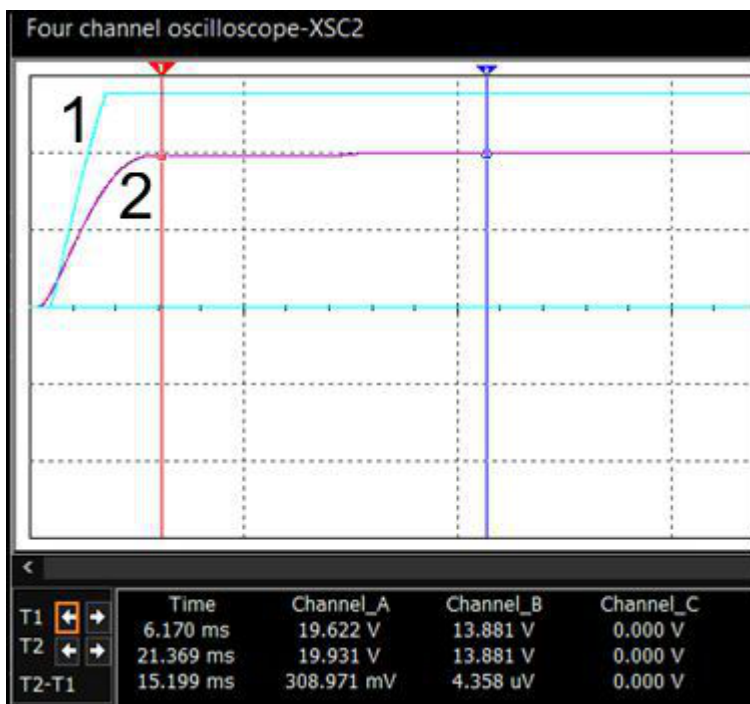 Four channel oscilloscope-XSC2
1
2
Time Channel_A Channel_B Channel_C
T1 6.170 ms 19.622 V 13.881 V 0.000 V
T2 21.369 ms 19.931 V 13.881 V 0.000 V
T2-T1 15.199 ms 308.971 mV 4.358 uV 0.000 V